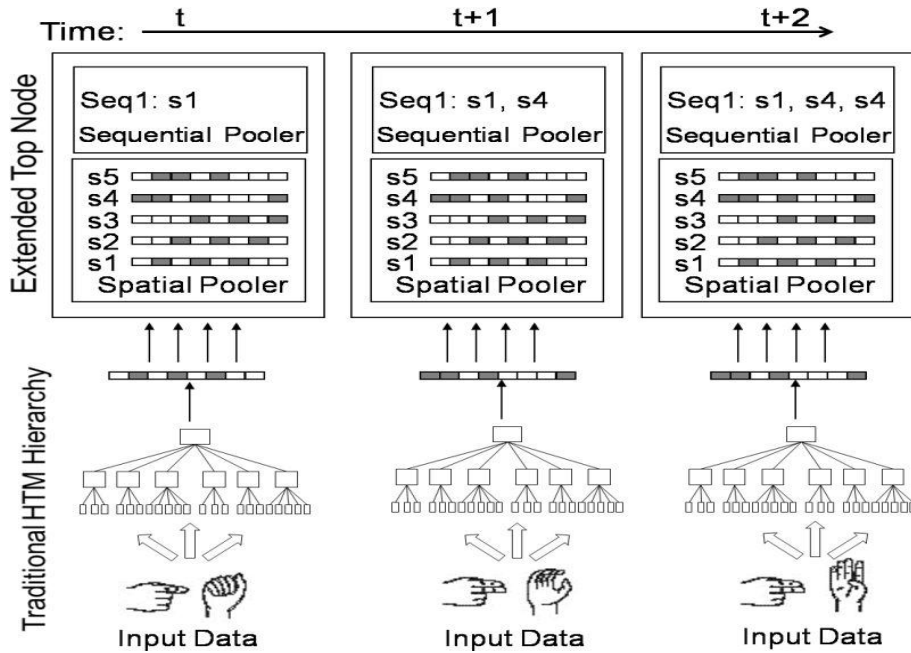 Time:
t
t+1
t+2
Extended Top Node
Seq1: s1
Sequential Pooler
s5
s4
s3
s2
s1
Spatial Pooler
Seq1: s1, s4
Sequential Pooler
s5
s4
s3
s2
s1
Spatial Pooler
Seq1: s1, s4, s4
Sequential Pooler
s5
s4
s3
s2
s1
Spatial Pooler
Traditional HTM Hierarchy
Input Data
Input Data
Input Data